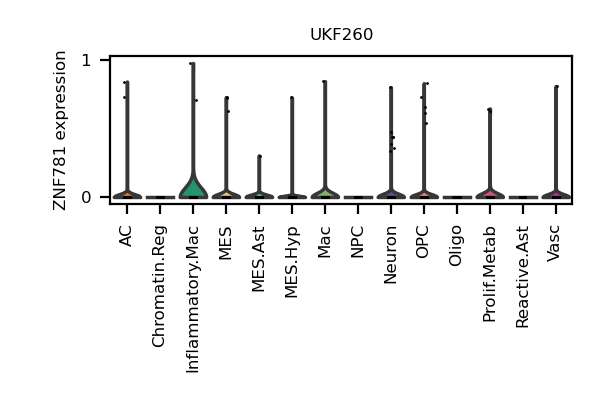 UKF260
ZNF781 expression
1
0
AC
Chromatin.Reg
Inflammatory.Mac
MES
MES.Ast
MES.Hyp
Mac
NPC
Neuron
OPC
Oligo
Prolif.Metab
Reactive.Ast
Vasc